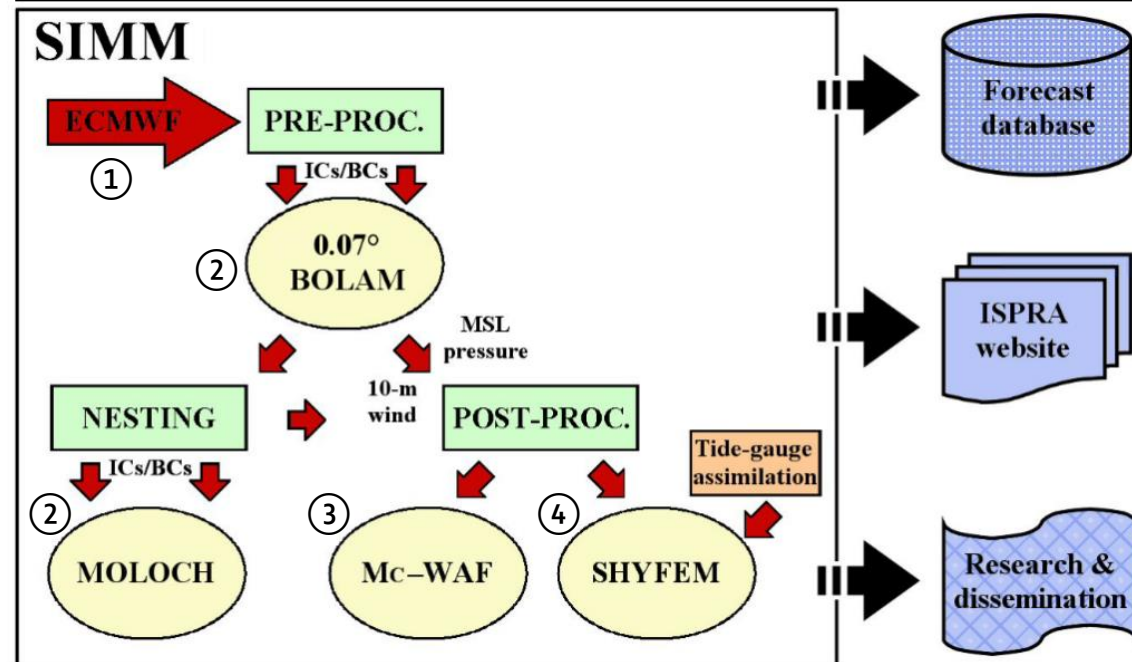 SIMM
ECMWF
①
PRE-PROC.
ICs/BCs
②
0.07°
BOLAM
MSL
pressure
10-m
wind
NESTING
POST-PROC.
ICs/BCs
Tide-gauge
assimilation
②
MOLOCH
③
Mc–WAF
④
SHYFEM
Forecast
database
ISPRA
website
Research &
dissemination